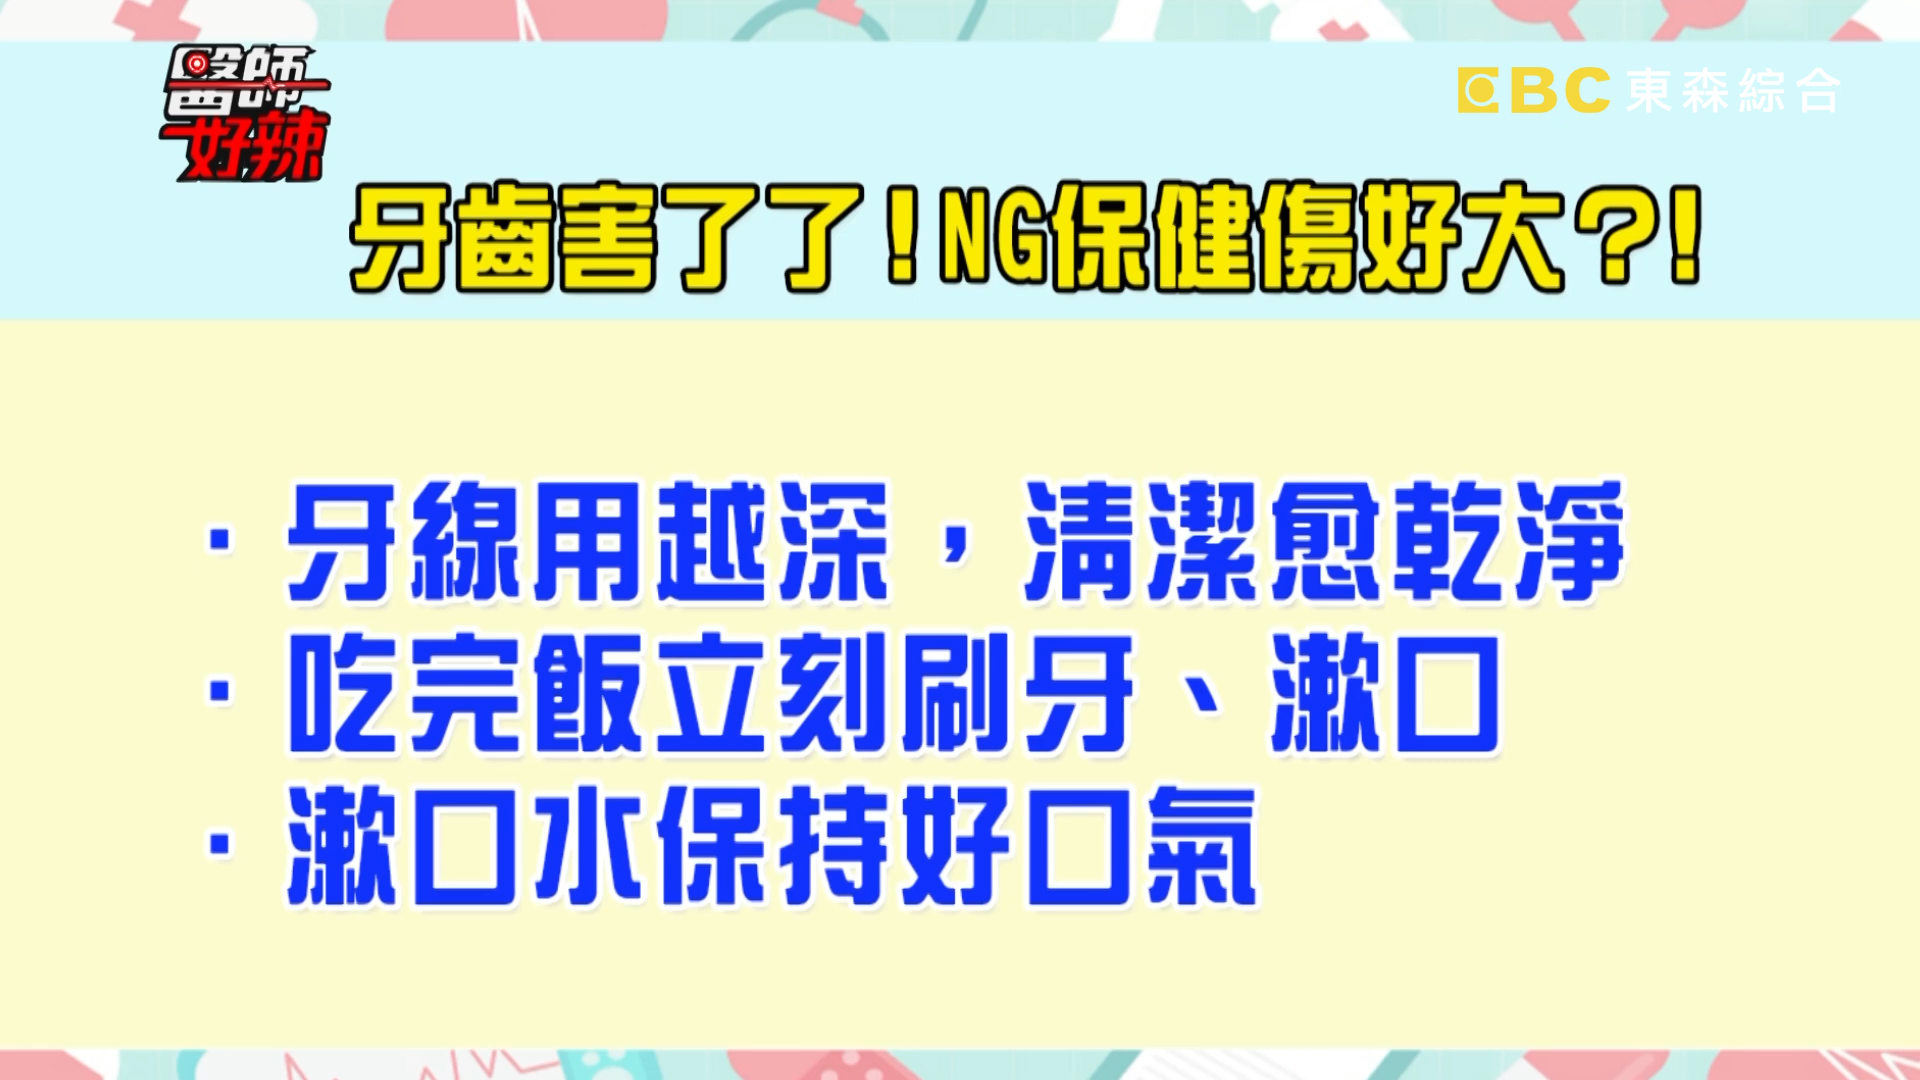 醫師
好辣
EBC 東森綜合
牙齒害了了!NG保健傷好大?!
·牙線用越深，清潔愈乾淨
·吃完飯立刻刷牙、漱口
·漱口水保持好口氣